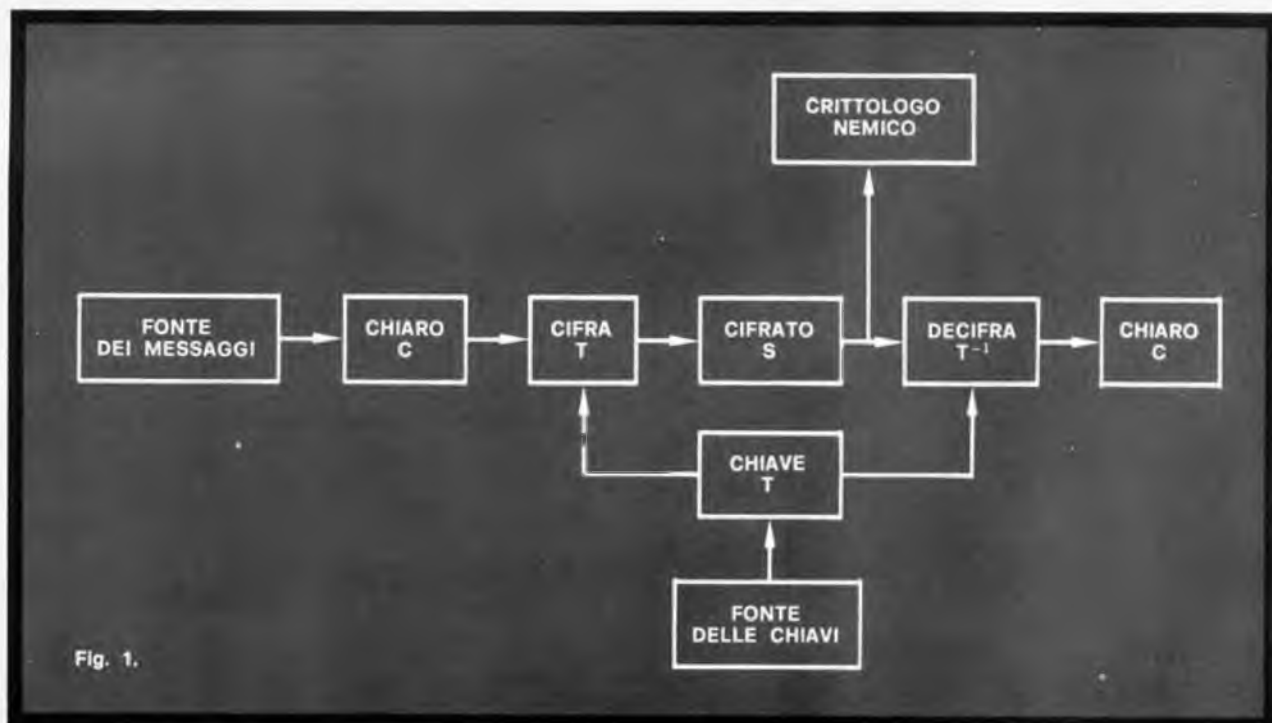 CRITTOLOGO
NEMICO
FONTE
DEI MESSAGGI
CHIARO
C
CIFRA
T
CIFRATO
S
DECIFRA
T⁻¹
CHIARO
C
CHIAVE
T
FONTE
DELLE CHIAVI
Fig. 1.